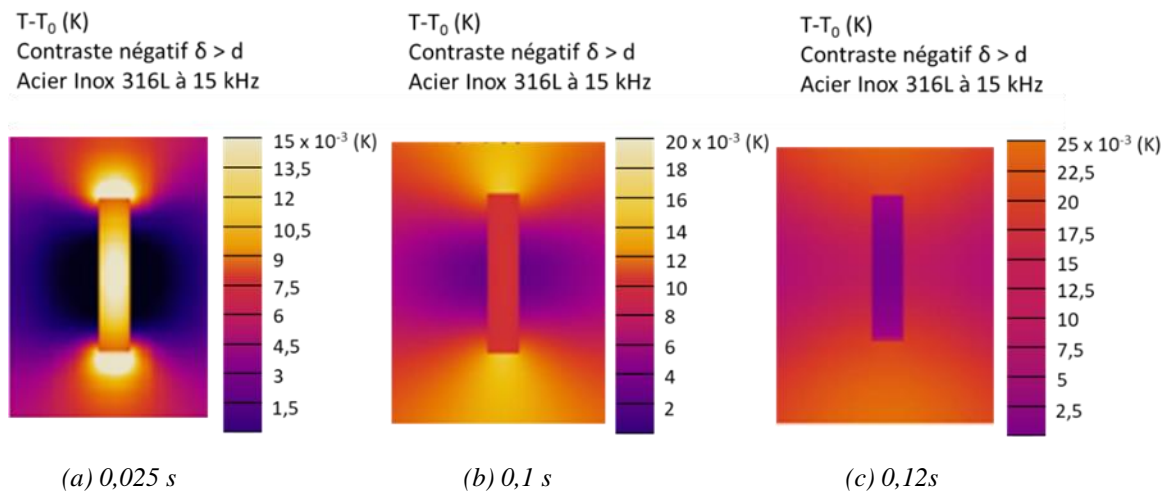 T-T₀ (K)
Contraste négatif δ > d
Acier Inox 316L à 15 kHz
15 x 10⁻³ (K)
13,5
12
10,5
9
7,5
6
4,5
3
1,5
(a) 0,025 s
T-T₀ (K)
Contraste négatif δ > d
Acier Inox 316L à 15 kHz
20 x 10⁻³ (K)
18
16
14
12
10
8
6
4
2
(b) 0,1 s
T-T₀ (K)
Contraste négatif δ > d
Acier Inox 316L à 15 kHz
25 x 10⁻³ (K)
22,5
20
17,5
15
12,5
10
7,5
5
2,5
(c) 0,12s